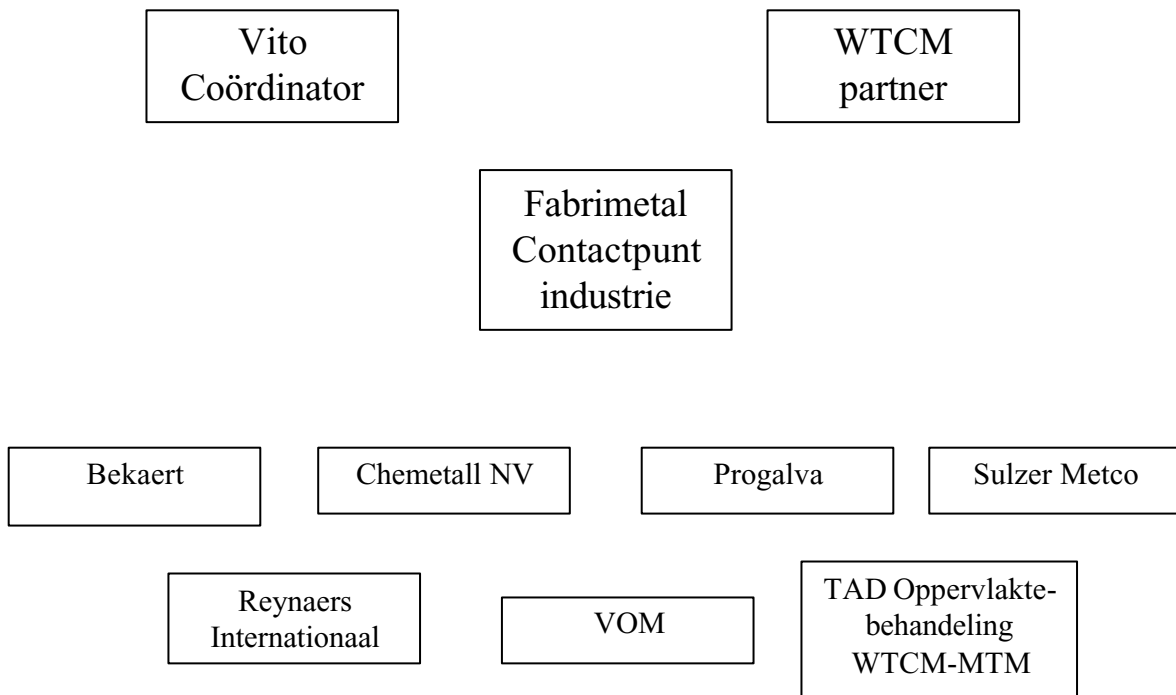 Vito
Coördinator
WTCM
partner
Fabrimetal
Contactpunt
industrie
Bekaert
Chemetall NV
Progalva
Sulzer Metco
Reynaers
Internationaal
VOM
TAD Oppervlakte-
behandeling
WTCM-MTM